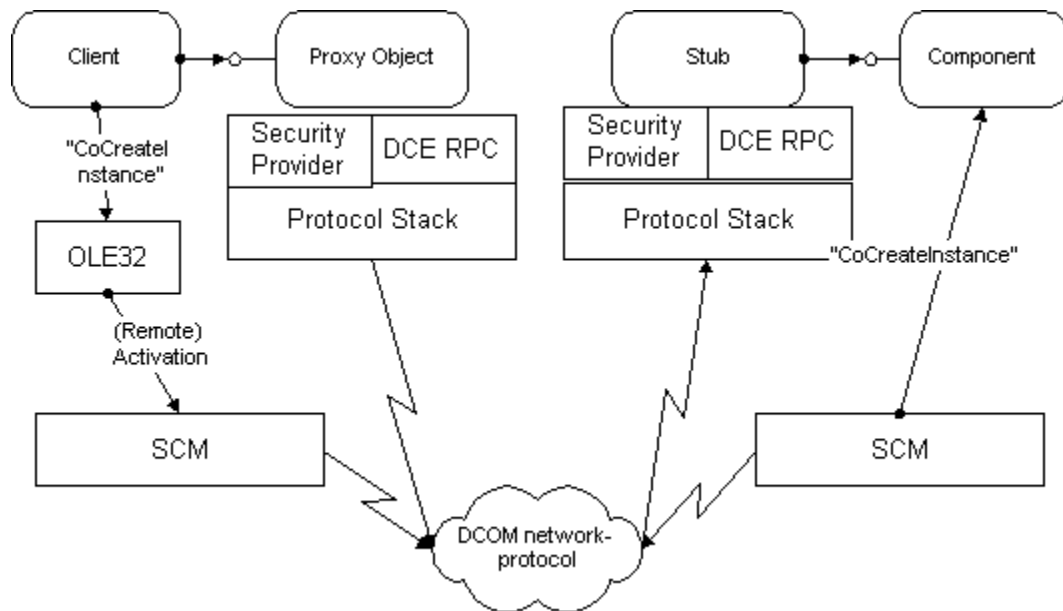 Client
Proxy Object
Stub
Component
"CoCreateI
nstance"
Security
Provider
DCE RPC
Security
Provider
DCE RPC
Protocol Stack
Protocol Stack
OLE32
"CoCreateInstance"
(Remote)
Activation
SCM
SCM
DCOM network-
protocol